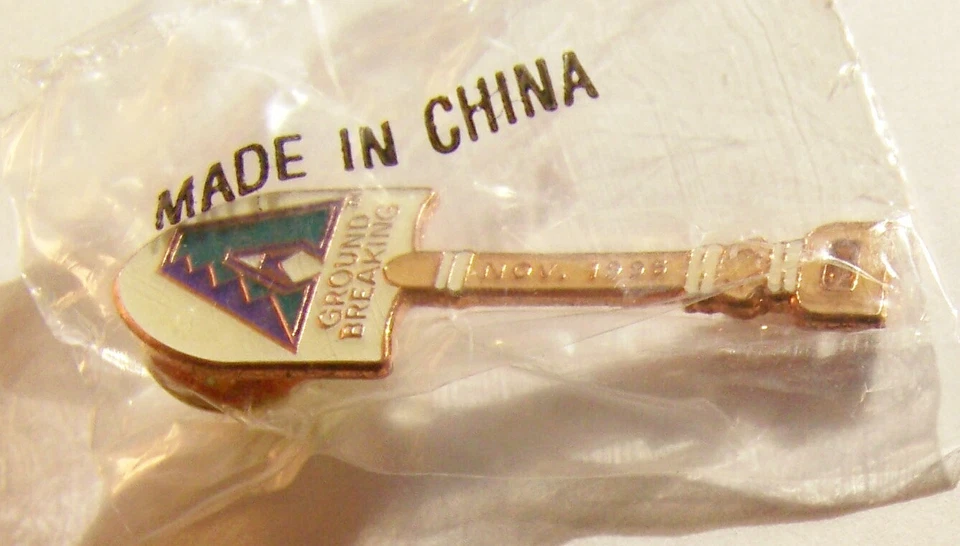 MADE IN CHINA
A
GROUND
BREAKING
NOV. 1995